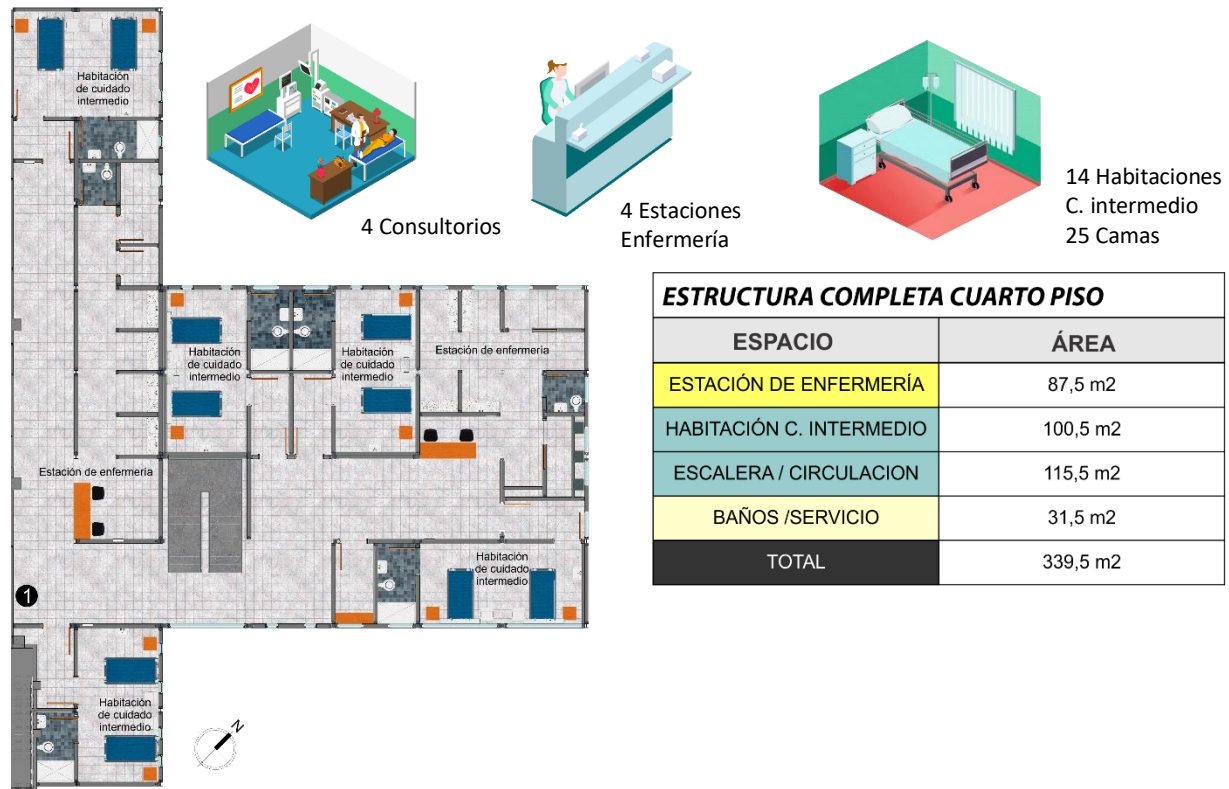 Habitación
de cuidado
intermedio
4 Consultorios
4 Estaciones
Enfermería
14 Habitaciones
C. intermedio
25 Camas
Habitación
de cuidado
intermedio
Habitación
de cuidado
intermedio
Estación de enfermería
Estación de enfermería
Habitación
de cuidado
intermedio
1
Habitación
de cuidado
intermedio
N
ESTRUCTURA COMPLETA CUARTO PISO
ESPACIO ÁREA
ESTACIÓN DE ENFERMERÍA 87,5 m2
HABITACIÓN C. INTERMEDIO 100,5 m2
ESCALERA / CIRCULACION 115,5 m2
BAÑOS /SERVICIO 31,5 m2
TOTAL 339,5 m2